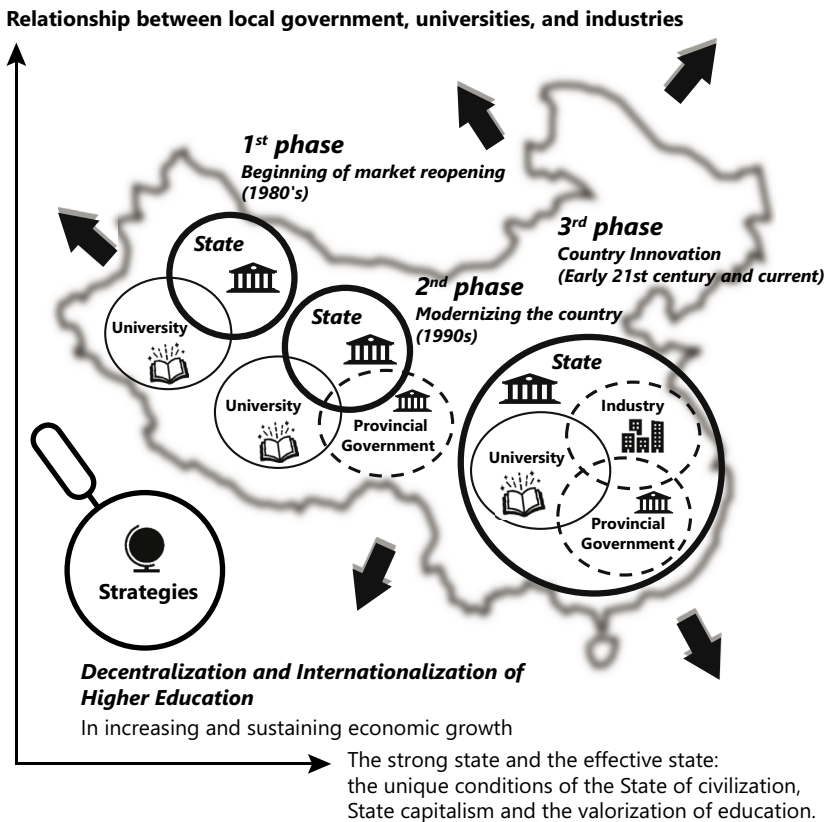 Relationship between local government, universities, and industries
1st phase
Beginning of market reopening
(1980's)
State
University
2nd phase
Modernizing the country
(1990s)
State
University
Provincial
Government
3rd phase
Country Innovation
(Early 21st century and current)
State
Industry
University
Provincial
Government
Strategies
Decentralization and Internationalization of
Higher Education
In increasing and sustaining economic growth
The strong state and the effective state:
the unique conditions of the State of civilization,
State capitalism and the valorization of education.